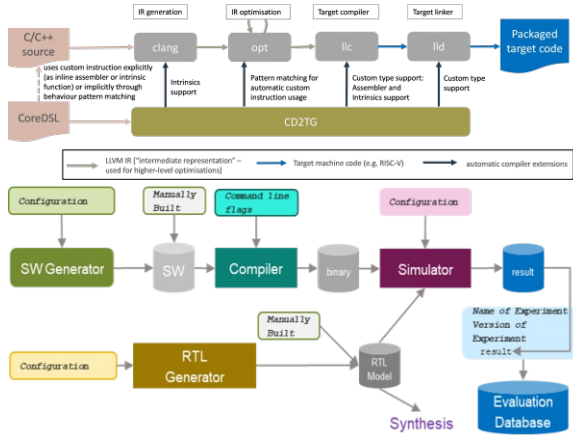 IR generation
IR optimisation
Target compiler
Target linker
C/C++
source
clang
opt
llc
lld
Packaged
target code
uses custom instruction explicitly
(as inline assembler or intrinsic
function) or implicitly through
behaviour pattern matching
Intrinsics
support
Pattern matching for
automatic custom
instruction usage
Custom type support:
Assembler and
Intrinsics support
Custom type
support
CoreDSL
CD2TG
LLVM IR ["intermediate representation" –
used for higher-level optimisations]
Target machine code (e.g. RISC-V)
automatic compiler extensions
Configuration
Manually
Built
Command line
flags
Configuration
SW Generator
SW
Compiler
binary
Simulator
result
Manually
Built
Name of Experiment
Version of
Experiment
result
Configuration
RTL
Generator
RTL
Model
Synthesis
Evaluation
Database